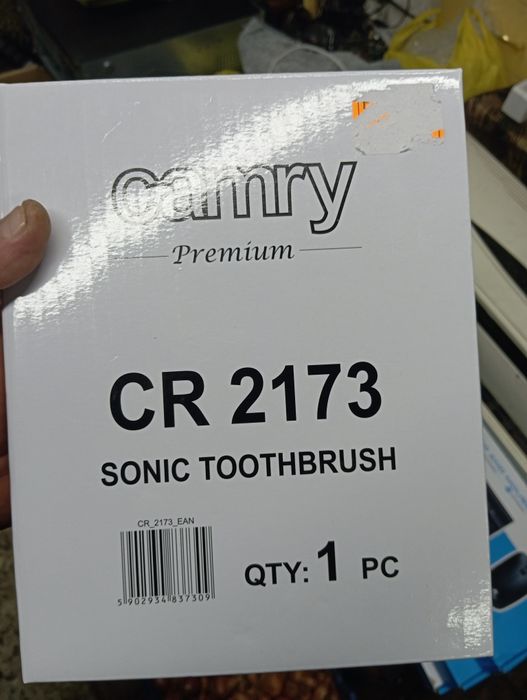 camry
Premium
CR 2173
SONIC TOOTHBRUSH
CR_2173_EAN
QTY: 1 PC
5 902934 837309